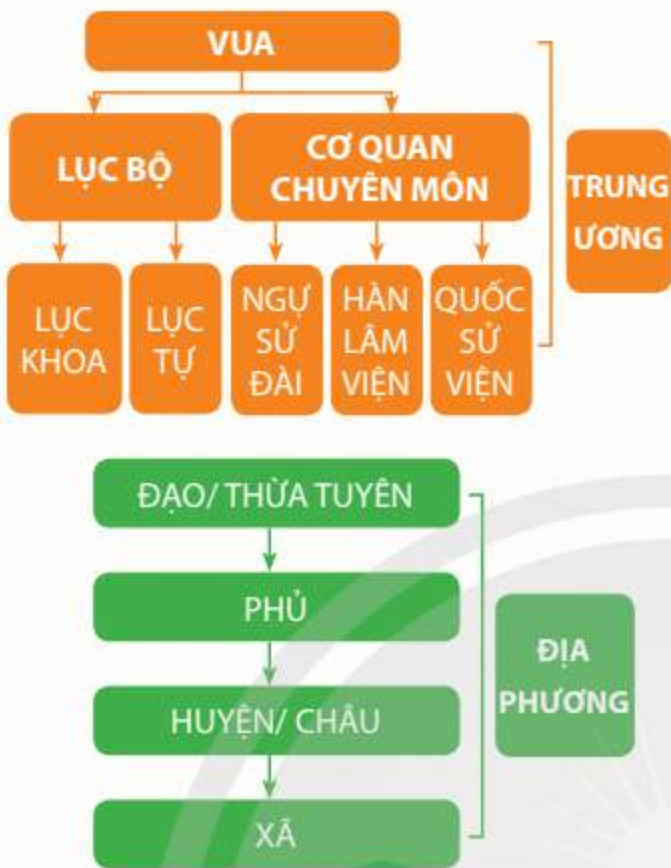 VUA
LỤC BỘ
CƠ QUAN
CHUYÊN MÔN
LỤC
KHOA
LỤC
TỰ
NGỰ
SỬ
ĐÀI
HÀN
LÂM
VIỆN
QUỐC
SỬ
VIỆN
TRUNG
ƯƠNG
ĐẠO/ THỪA TUYÊN
PHỦ
HUYỆN/ CHÂU
XÃ
ĐỊA
PHƯƠNG